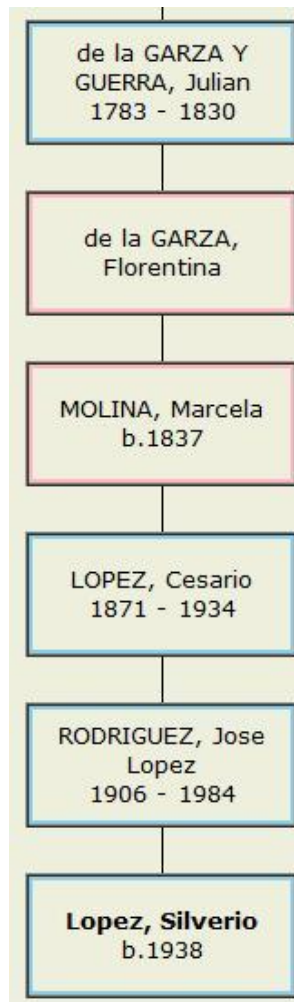 de la GARZA Y
GUERRA, Julian
1783 - 1830
de la GARZA,
Florentina
MOLINA, Marcela
b.1837
LOPEZ, Cesario
1871 - 1934
RODRIGUEZ, Jose
Lopez
1906 - 1984
Lopez, Silverio
b.1938